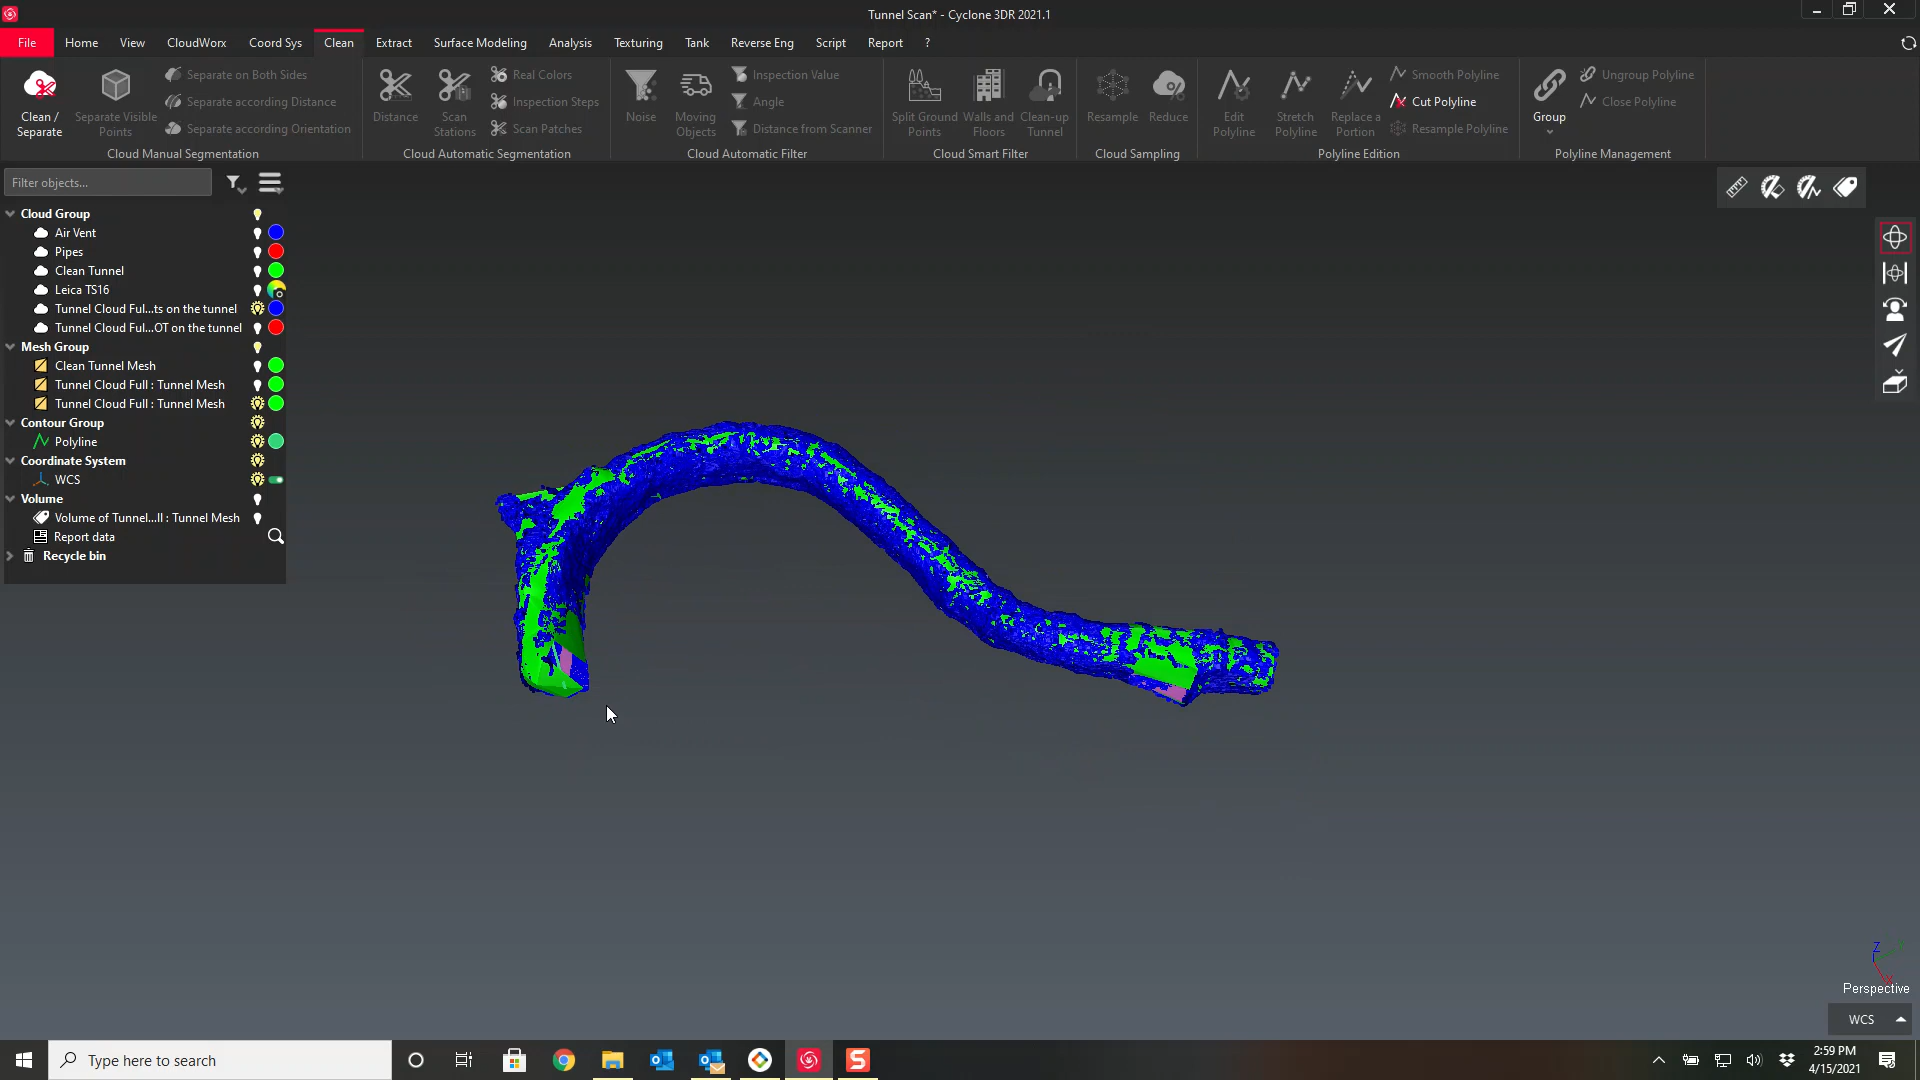 Tunnel Scan* - Cyclone 3DR 2021.1
File Home View CloudWorx Coord Sys Clean Extract Surface Modeling Analysis Texturing Tank Reverse Eng Script Report ?
Clean / Separate
Separate Visible Points
Separate on Both Sides
Separate according Distance
Separate according Orientation
Cloud Manual Segmentation
Distance
Scan Stations
Real Colors
Inspection Steps
Scan Patches
Cloud Automatic Segmentation
Noise
Moving Objects
Inspection Value
Angle
Distance from Scanner
Cloud Automatic Filter
Split Ground Points
Walls and Floors
Clean-up Tunnel
Cloud Smart Filter
Resample
Reduce
Cloud Sampling
Edit Polyline
Stretch Polyline
Replace a Portion
Smooth Polyline
Cut Polyline
Resample Polyline
Polyline Edition
Group
Ungroup Polyline
Close Polyline
Polyline Management
Filter objects...
Cloud Group
Air Vent
Pipes
Clean Tunnel
Leica TS16
Tunnel Cloud Ful...ts on the tunnel
Tunnel Cloud Ful...OT on the tunnel
Mesh Group
Clean Tunnel Mesh
Tunnel Cloud Full : Tunnel Mesh
Tunnel Cloud Full : Tunnel Mesh
Contour Group
Polyline
Coordinate System
WCS
Volume
Volume of Tunnel...ll : Tunnel Mesh
Report data
Recycle bin
Z
Perspective
WCS
Type here to search
2:59 PM
4/15/2021